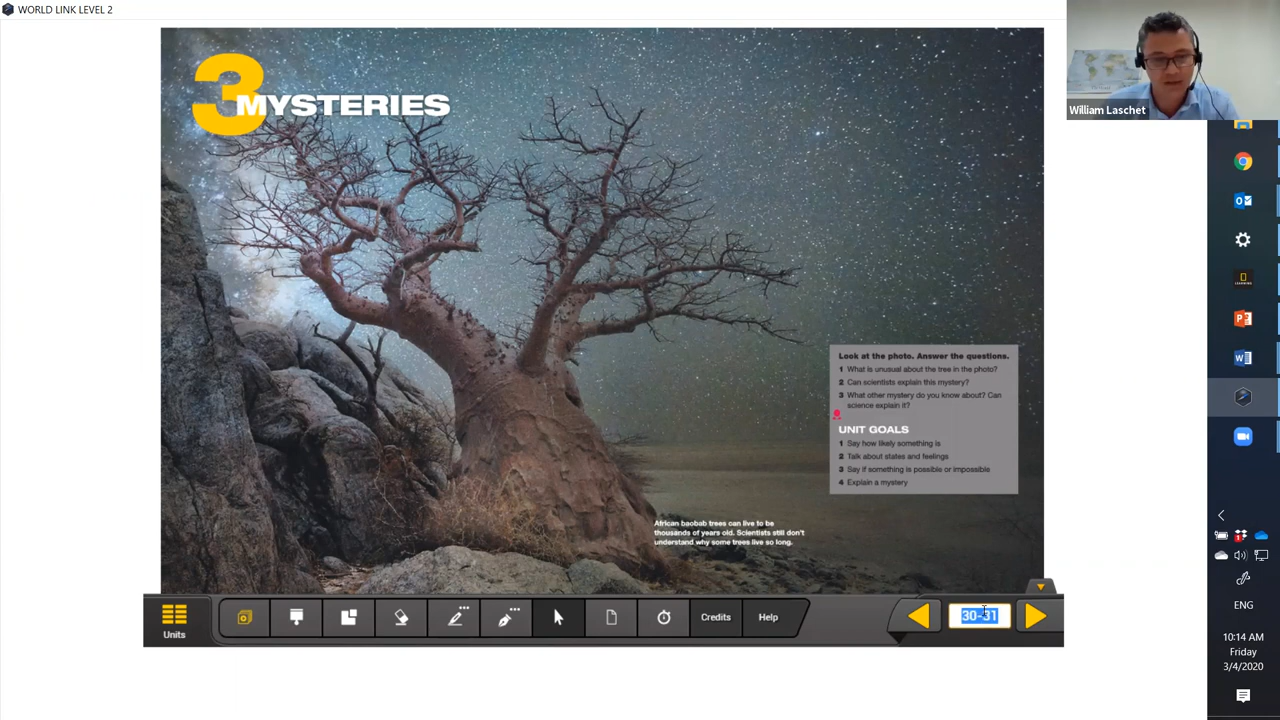 WORLD LINK LEVEL 2
William Laschet
3 MYSTERIES
Look at the photo. Answer the questions.
1 What is unusual about the tree in the photo?
2 Can scientists explain this mystery?
3 What other mystery do you know about? Can
science explain it?
UNIT GOALS
1 Say how likely something is
2 Talk about states and feelings
3 Say if something is possible or impossible
4 Explain a mystery
African baobab trees can live to be
thousands of years old. Scientists still don't
understand why some trees live so long.
Units
Credits
Help
30-31
ENG
10:14 AM
Friday
3/4/2020